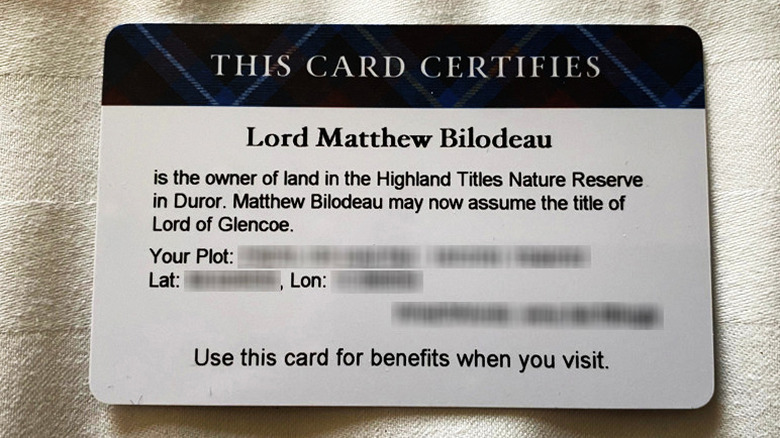 THIS CARD CERTIFIES
Lord Matthew Bilodeau
is the owner of land in the Highland Titles Nature Reserve
in Duror. Matthew Bilodeau may now assume the title of
Lord of Glencoe.
Your Plot:
Lat: , Lon:
Use this card for benefits when you visit.